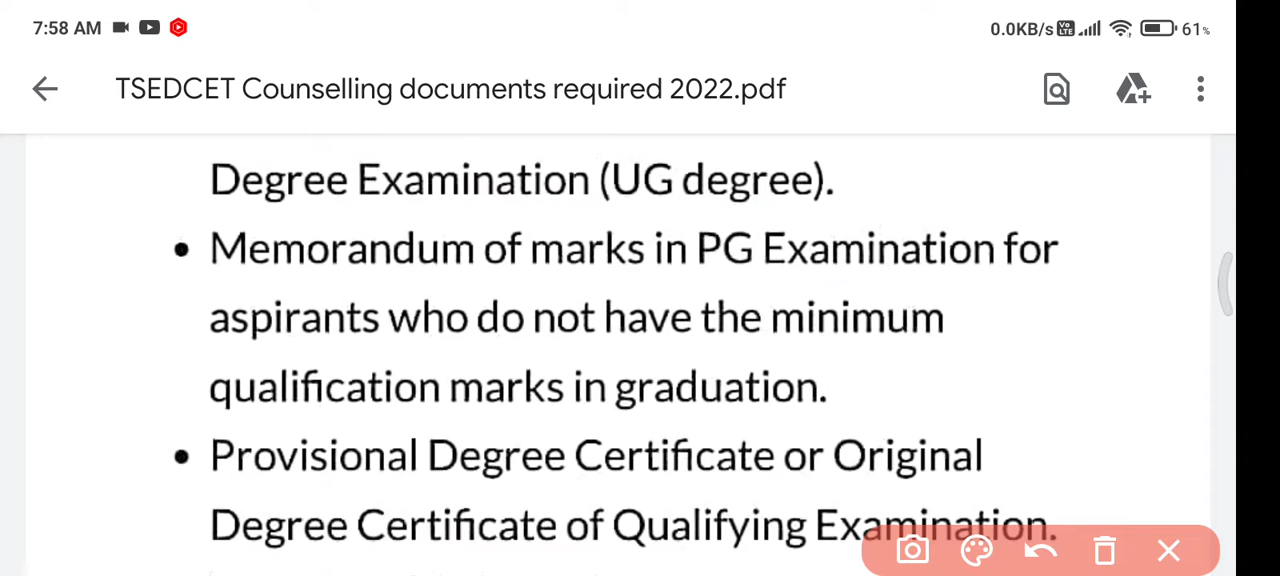 7:58 AM 0.0KB/s Vo LTE 61%
TSEDCET Counselling documents required 2022.pdf
Degree Examination (UG degree).
• Memorandum of marks in PG Examination for
aspirants who do not have the minimum
qualification marks in graduation.
• Provisional Degree Certificate or Original
Degree Certificate of Qualifying Examination.